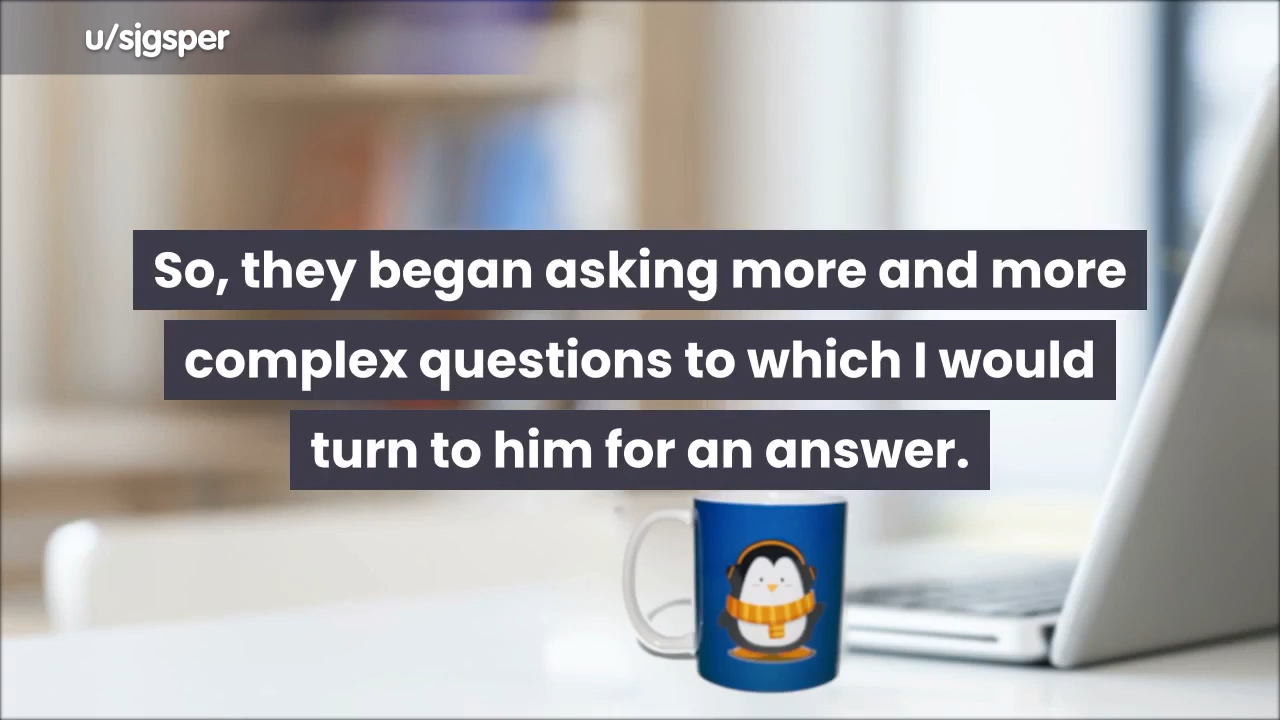 u/sjgsper
So, they began asking more and more
complex questions to which I would
turn to him for an answer.